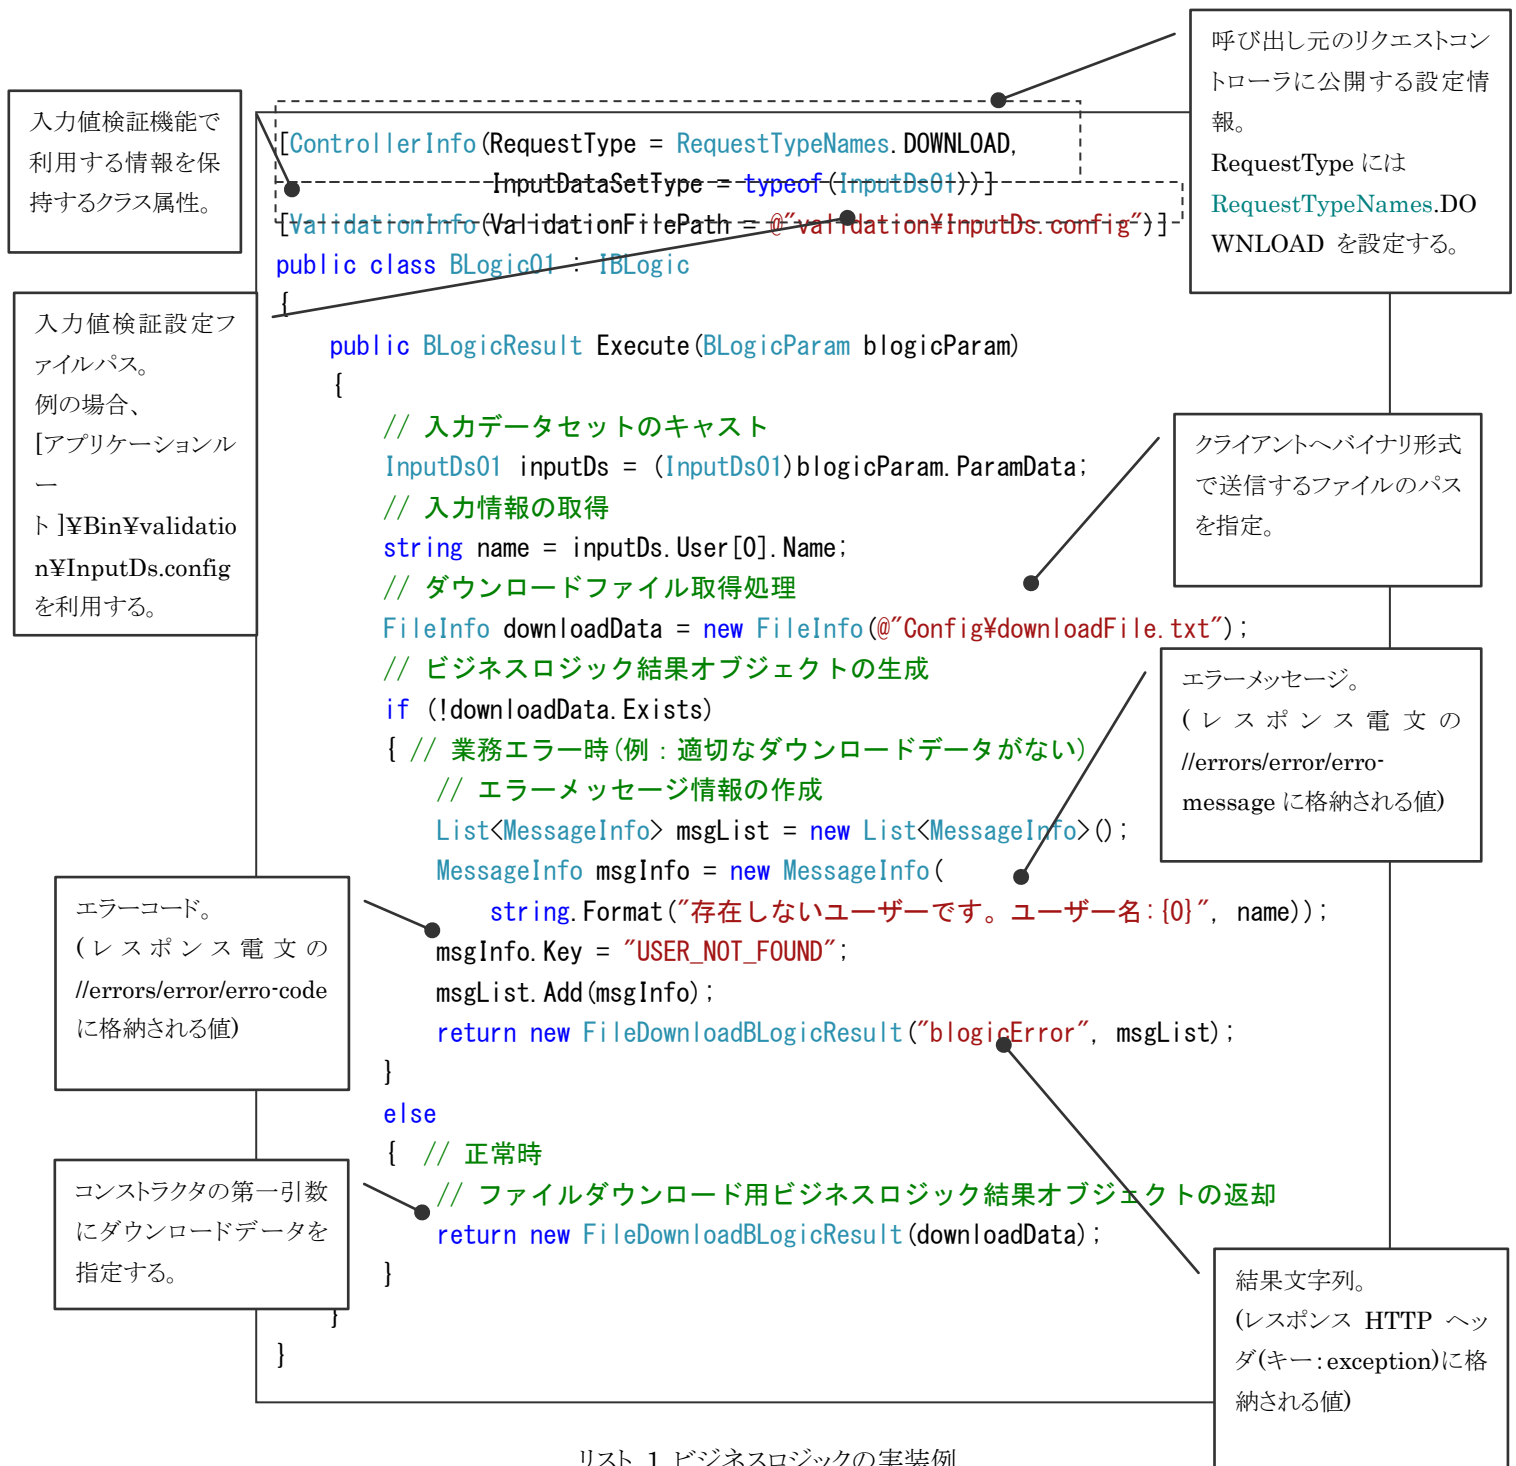 呼び出し元のリクエストコン
トローラに公開する設定情
報。
RequestType には
RequestTypeNames.DO
WNLOAD を設定する。
入力値検証機能で
利用する情報を保
持するクラス属性。
[ControllerInfo(RequestType = RequestTypeNames.DOWNLOAD,
InputDataSetType = typeof(InputDs01))]
[ValidationInfo(ValidationFilePath = @"validation¥InputDs.config")]
public class BLogic01 : IBLogic
{
入力値検証設定フ
ァイルパス。
例の場合、
[アプリケーションル
ー
ト]¥Bin¥validatio
n¥InputDs.config
を利用する。
public BLogicResult Execute(BLogicParam blogicParam)
{
// 入力データセットのキャスト
InputDs01 inputDs = (InputDs01)blogicParam.ParamData;
// 入力情報の取得
string name = inputDs.User[0].Name;
// ダウンロードファイル取得処理
FileInfo downloadData = new FileInfo(@"Config¥downloadFile.txt");
クライアントへバイナリ形式
で送信するファイルのパス
を指定。
// ビジネスロジック結果オブジェクトの生成
if (!downloadData.Exists)
{ // 業務エラー時(例：適切なダウンロードデータがない)
// エラーメッセージ情報の作成
List<MessageInfo> msgList = new List<MessageInfo>();
MessageInfo msgInfo = new MessageInfo(
string.Format("存在しないユーザーです。ユーザー名:{0}", name));
msgInfo.Key = "USER_NOT_FOUND";
msgList.Add(msgInfo);
return new FileDownloadBLogicResult("blogicError", msgList);
}
エラーメッセージ。
(レスポンス電文の
//errors/error/erro-
message に格納される値)
エラーコード。
(レスポンス電文の
//errors/error/erro-code
に格納される値)
else
{ // 正常時
// ファイルダウンロード用ビジネスロジック結果オブジェクトの返却
return new FileDownloadBLogicResult(downloadData);
}
}
}
コンストラクタの第一引数
にダウンロードデータを
指定する。
結果文字列。
(レスポンス HTTP ヘッ
ダ(キー：exception)に格
納される値)
リスト 1 ビジネスロジックの実装例